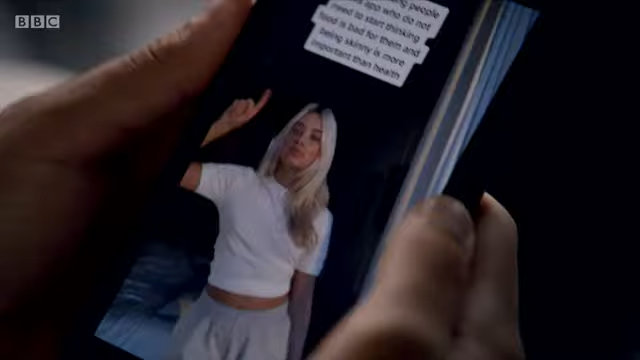 BBC
people
app who do not
need to start thinking
food is bad for them and
being skinny is more
important than health